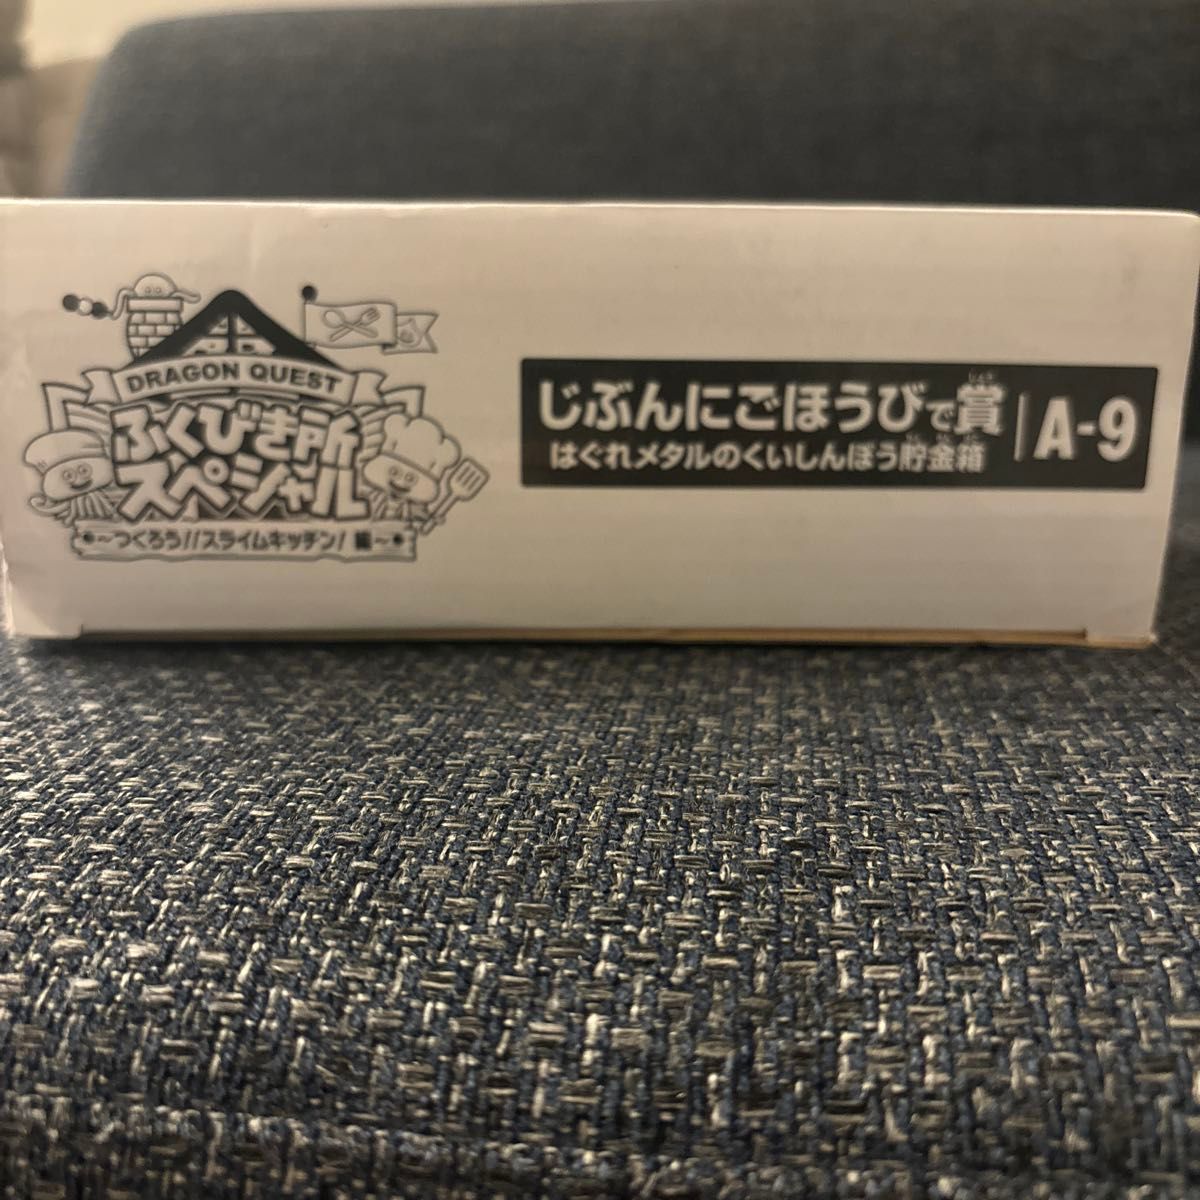 DRAGON QUEST
ふくびき所
スペシャル
～つくろう!!スライムキッチン! 編～
じぶんにごほうびで賞
はぐれメタルのくいしんぼう貯金箱
A-9